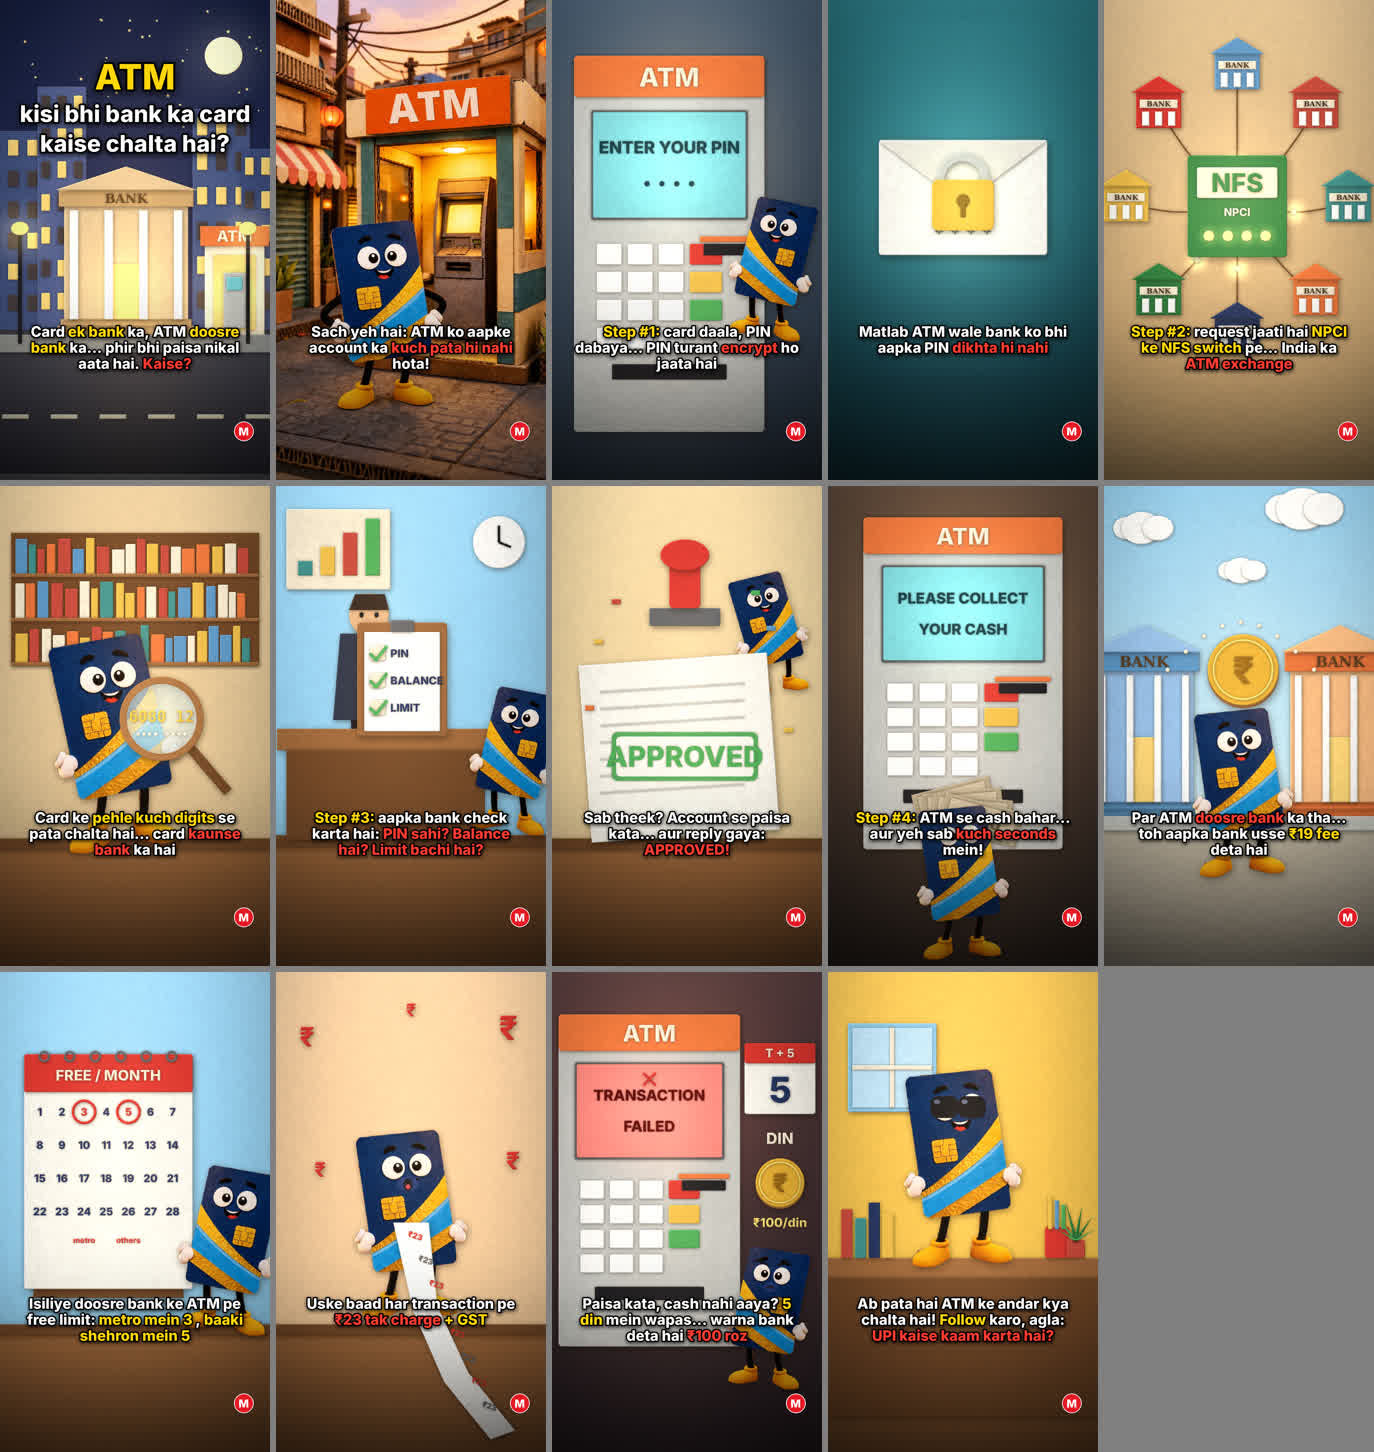 ATM
kisi bhi bank ka card
kaise chalta hai?
BANK
ATM
Card ek bank ka, ATM doosre
bank ka... phir bhi paisa nikal
aata hai. Kaise?
M
ATM
Sach yeh hai: ATM ko aapke
account ka kuch pata hi nahi
hota!
M
ATM
ENTER YOUR PIN
Step #1: card daala, PIN
dabaya... PIN turant encrypt ho
jaata hai
M
Matlab ATM wale bank ko bhi
aapka PIN dikhta hi nahi
M
BANK
BANK
BANK
NFS
BANK
BANK
NPCI
BANK
BANK
Step #2: request jaati hai NPCI
ke NFS switch pe... India ka
ATM exchange
M
Card ke pehle kuch digits se
pata chalta hai... card kaunse
bank ka hai
M
PIN
BALANCE
LIMIT
Step #3: aapka bank check
karta hai: PIN sahi? Balance
hai? Limit bachi hai?
M
APPROVED
Sab theek? Account se paisa
kata... aur reply gaya:
APPROVED!
M
ATM
PLEASE COLLECT
YOUR CASH
Step #4: ATM se cash bahar...
aur yeh sab kuch seconds
mein!
M
BANK
₹
BANK
Par ATM doosre bank ka tha...
toh aapka bank usse ₹19 fee
deta hai
M
FREE / MONTH
1 2 3 4 5 6 7
8 9 10 11 12 13 14
15 16 17 18 19 20 21
22 23 24 25 26 27 28
metro others
Isiliye doosre bank ke ATM pe
free limit: metro mein 3 , baaki
shehron mein 5
M
₹
₹
₹
₹
₹
₹23
₹23
₹23
Uske baad har transaction pe
₹23 tak charge + GST
₹23
M
ATM
TRANSACTION
FAILED
T + 5
5
DIN
₹
₹100/din
Paisa kata, cash nahi aaya? 5
din mein wapas... warna bank
deta hai ₹100 roz
M
Ab pata hai ATM ke andar kya
chalta hai! Follow karo, agla:
UPI kaise kaam karta hai?
M